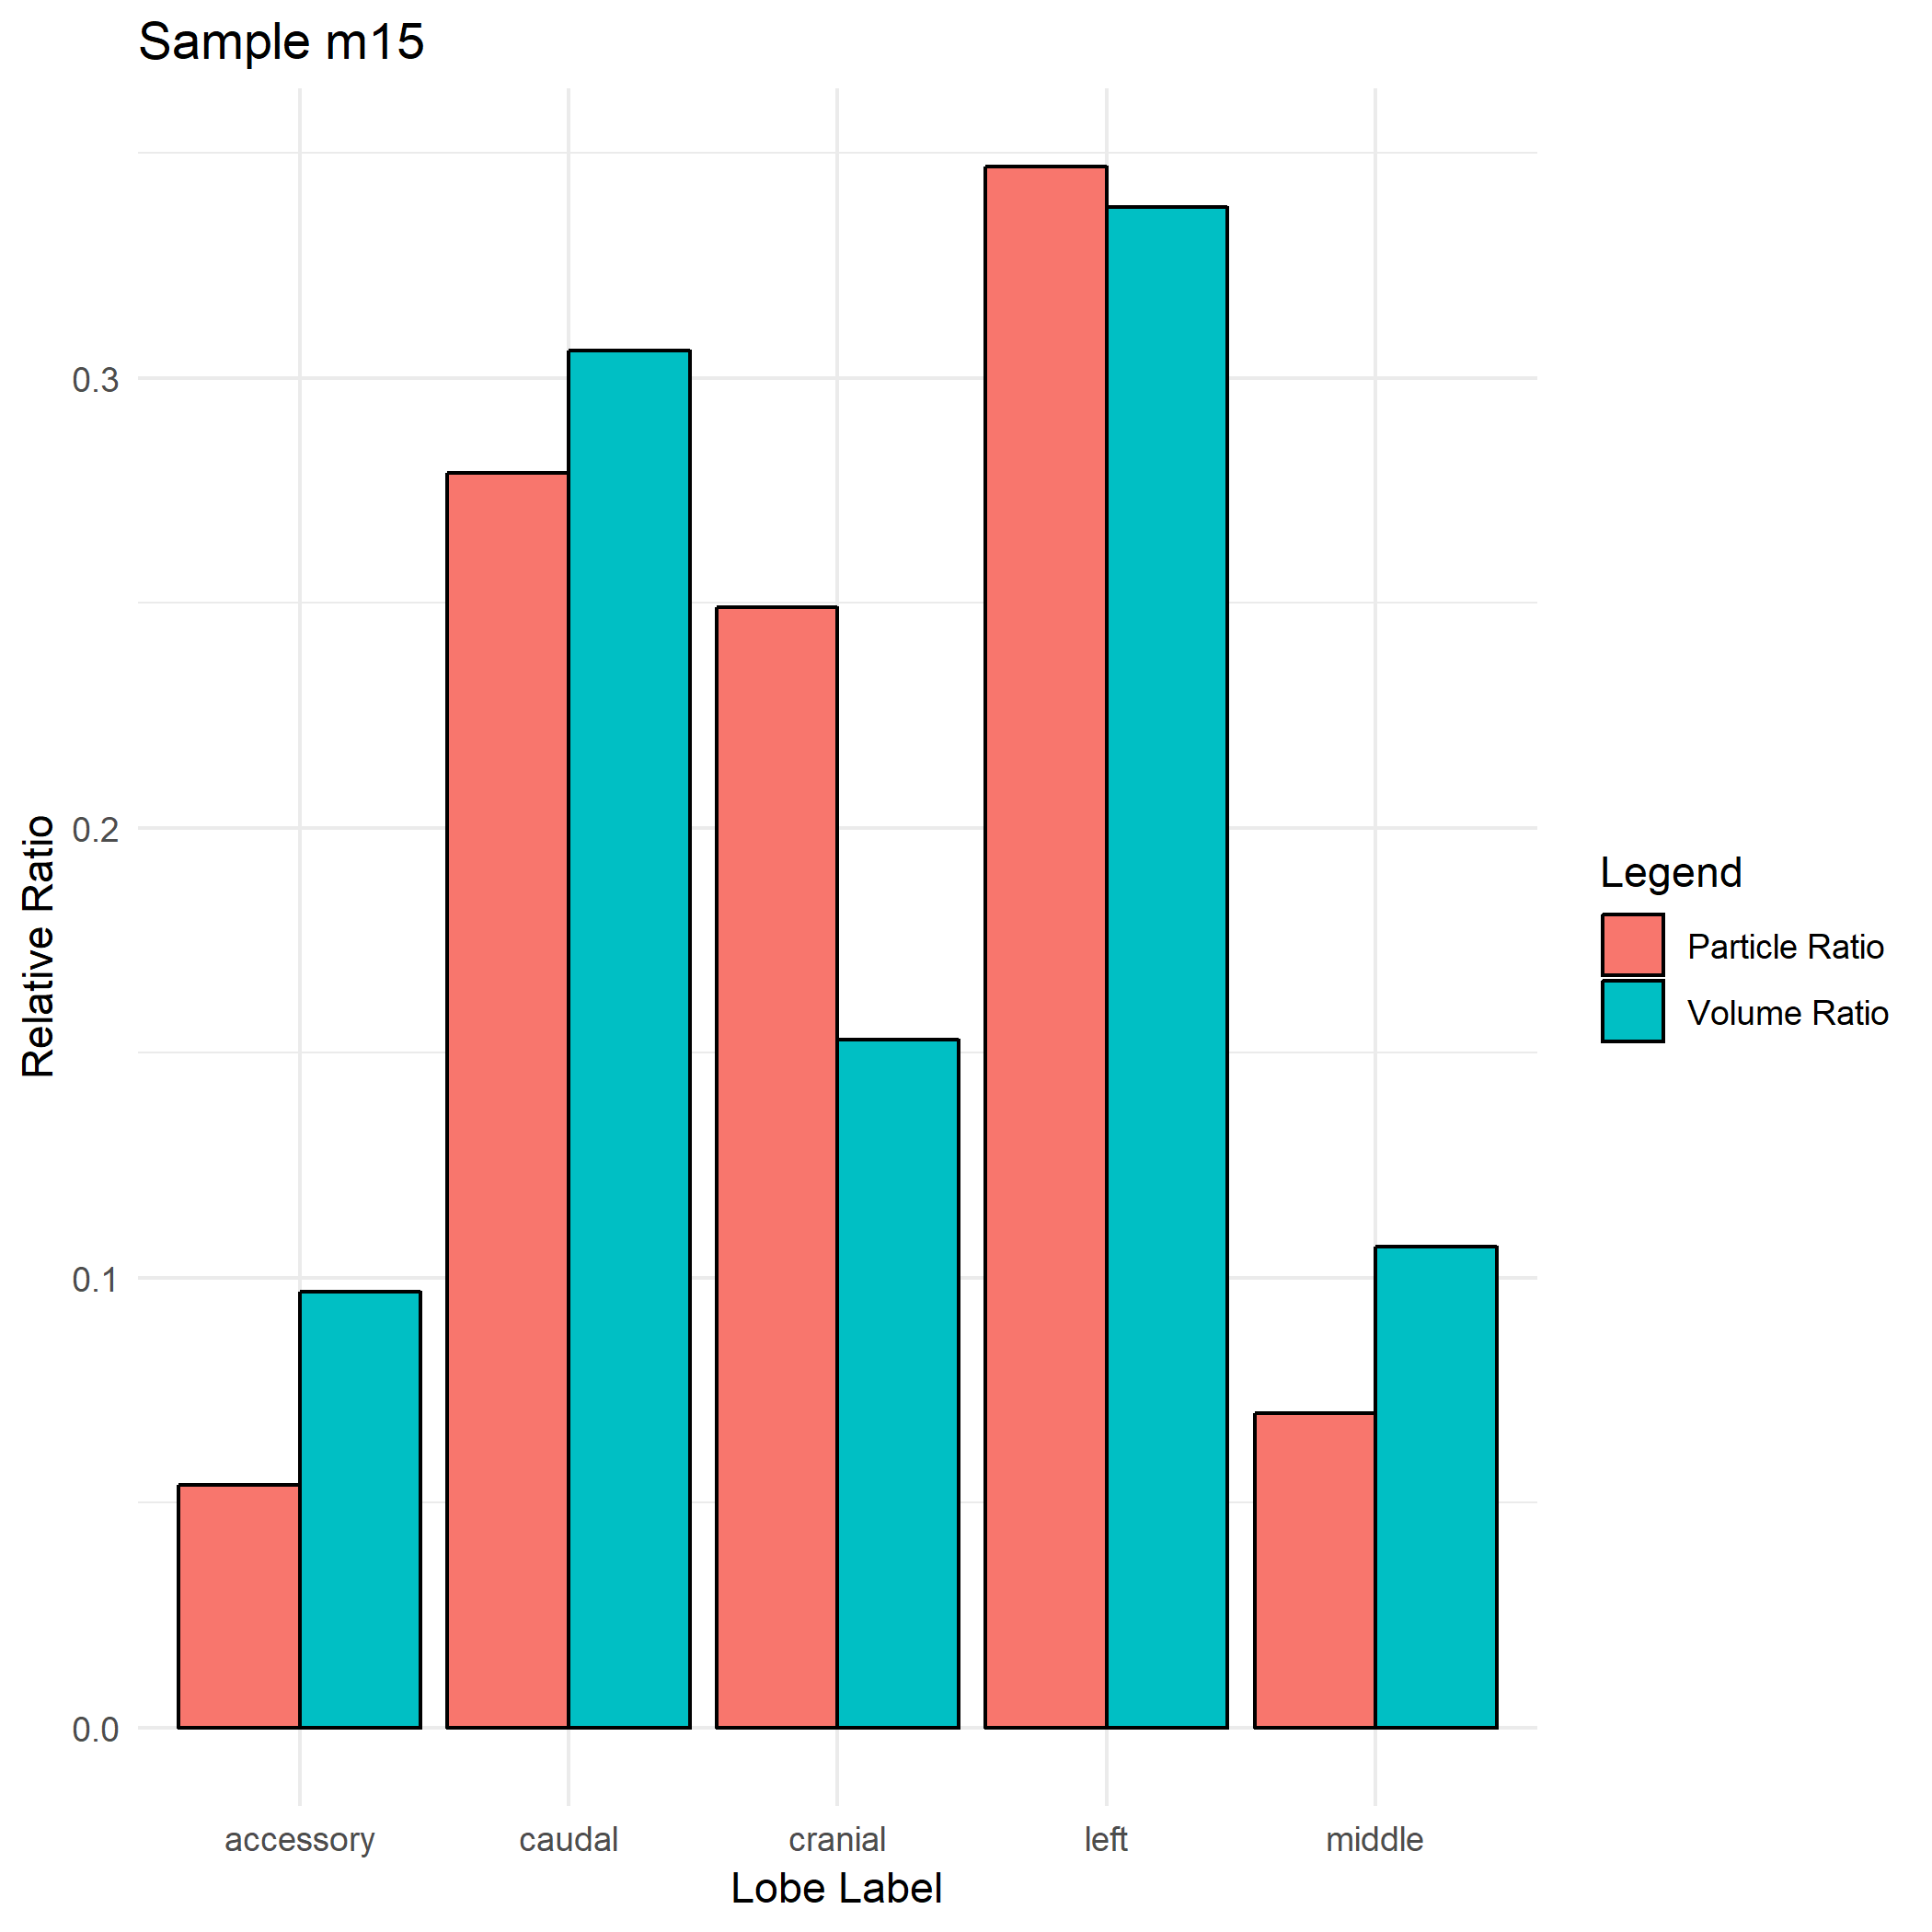 Sample m15
Relative Ratio
0.3
0.2
0.1
0.0
accessory caudal cranial left middle
Lobe Label
Legend
Particle Ratio
Volume Ratio